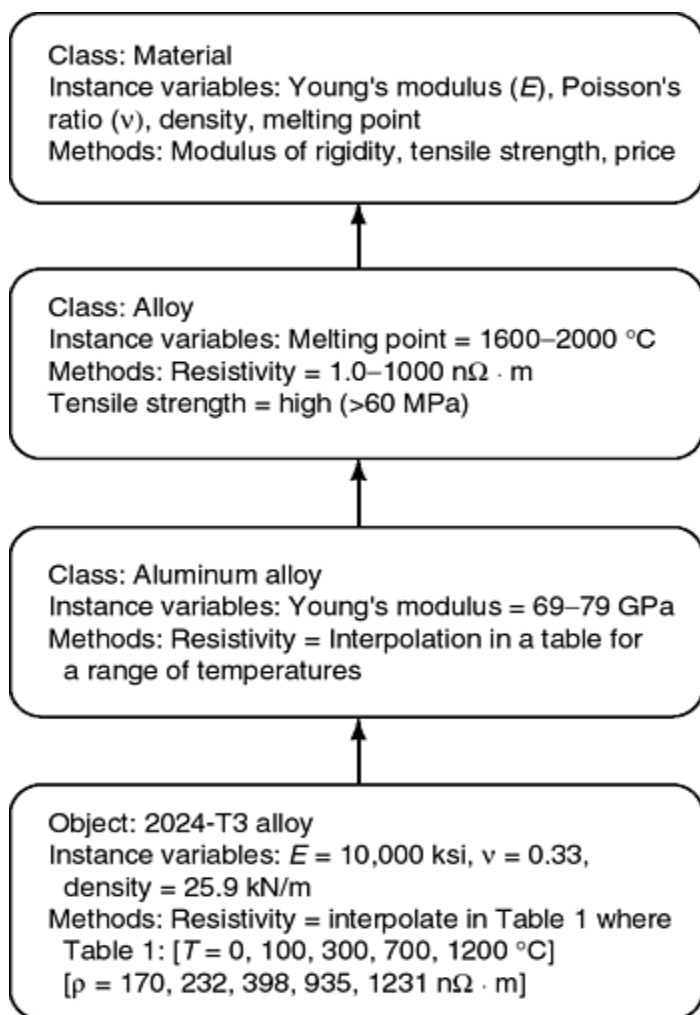 Class: Material
Instance variables: Young's modulus (E), Poisson's
ratio (ν), density, melting point
Methods: Modulus of rigidity, tensile strength, price
Class: Alloy
Instance variables: Melting point = 1600–2000 °C
Methods: Resistivity = 1.0–1000 nΩ · m
Tensile strength = high (>60 MPa)
Class: Aluminum alloy
Instance variables: Young's modulus = 69–79 GPa
Methods: Resistivity = Interpolation in a table for
a range of temperatures
Object: 2024-T3 alloy
Instance variables: E = 10,000 ksi, ν = 0.33,
density = 25.9 kN/m
Methods: Resistivity = interpolate in Table 1 where
Table 1: [T = 0, 100, 300, 700, 1200 °C]
[ρ = 170, 232, 398, 935, 1231 nΩ · m]